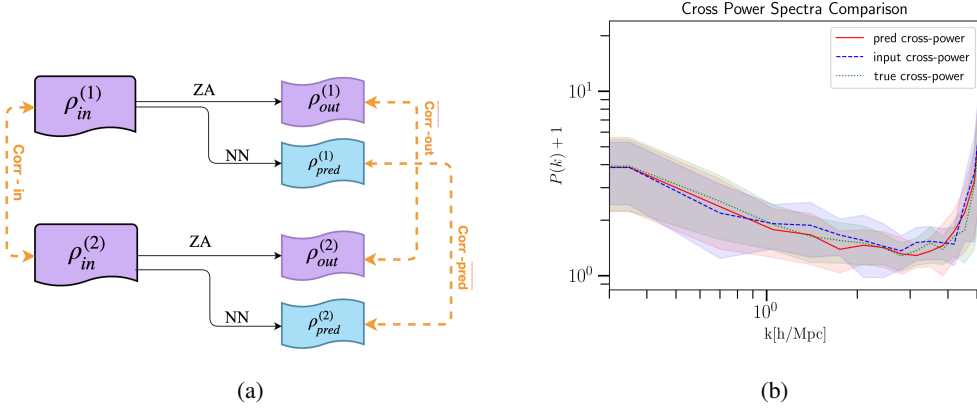 ρ_in^(1)
ZA
ρ_out^(1)
NN
ρ_pred^(1)
Corr - in
Corr -out
ρ_in^(2)
ZA
ρ_out^(2)
Corr -pred
NN
ρ_pred^(2)
(a)
Cross Power Spectra Comparison
pred cross-power
input cross-power
true cross-power
P(k) + 1
10^1
10^0
10^0
k[h/Mpc]
(b)